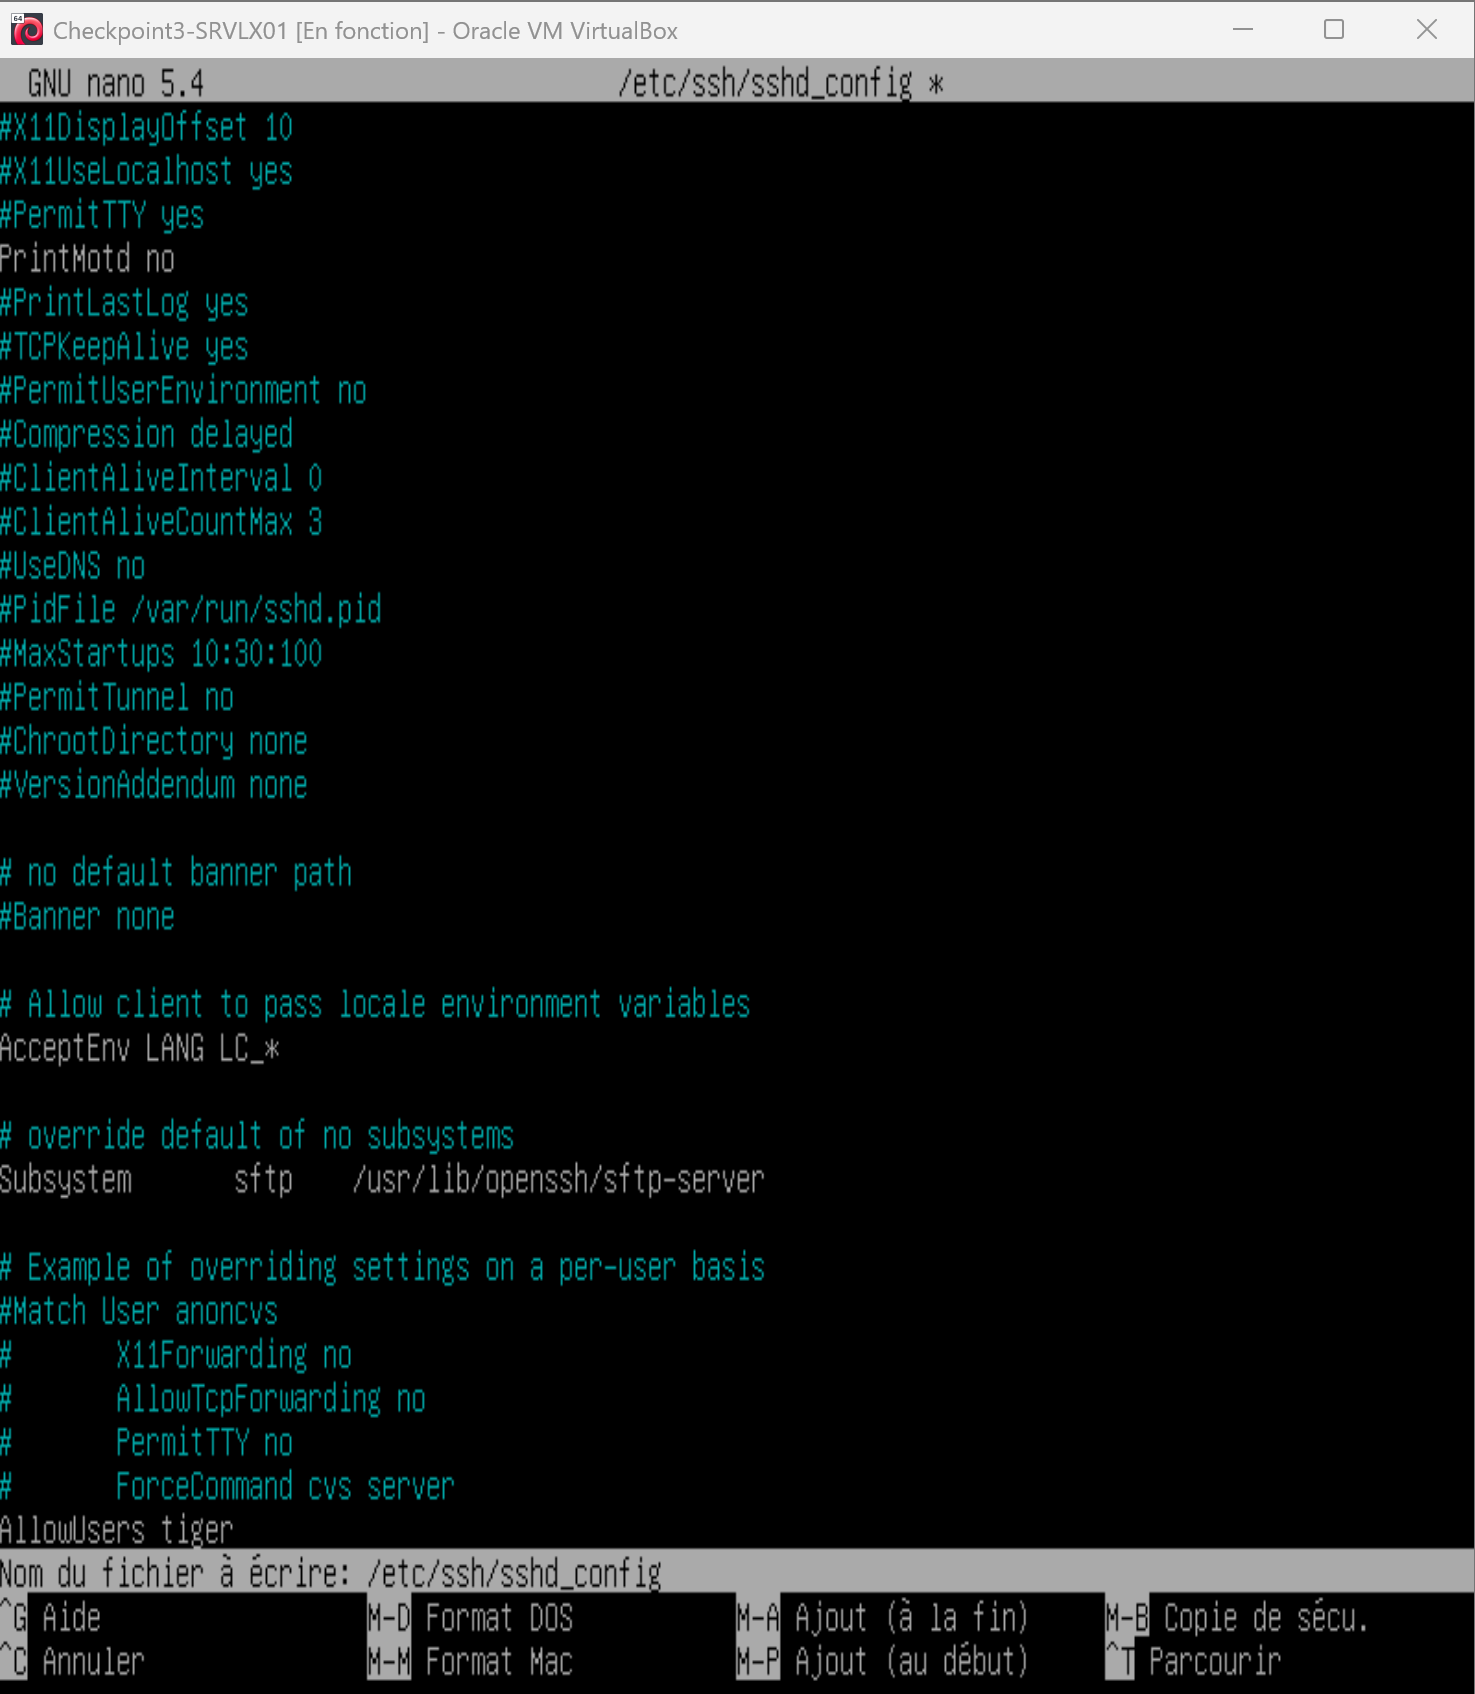 64
Checkpoint3-SRVLX01 [En fonction] - Oracle VM VirtualBox
GNU nano 5.4 /etc/ssh/sshd_config *
#X11DisplayOffset 10
#X11UseLocalhost yes
#PermitTTY yes
PrintMotd no
#PrintLastLog yes
#TCPKeepAlive yes
#PermitUserEnvironment no
#Compression delayed
#ClientAliveInterval 0
#ClientAliveCountMax 3
#UseDNS no
#PidFile /var/run/sshd.pid
#MaxStartups 10:30:100
#PermitTunnel no
#ChrootDirectory none
#VersionAddendum none
# no default banner path
#Banner none
# Allow client to pass locale environment variables
AcceptEnv LANG LC_*
# override default of no subsystems
Subsystem sftp /usr/lib/openssh/sftp-server
# Example of overriding settings on a per-user basis
#Match User anoncvs
# X11Forwarding no
# AllowTcpForwarding no
# PermitTTY no
# ForceCommand cvs server
AllowUsers tiger
Nom du fichier à écrire: /etc/ssh/sshd_config
^G Aide M-D Format DOS M-A Ajout (à la fin) M-B Copie de sécu.
^C Annuler M-M Format Mac M-P Ajout (au début) ^T Parcourir